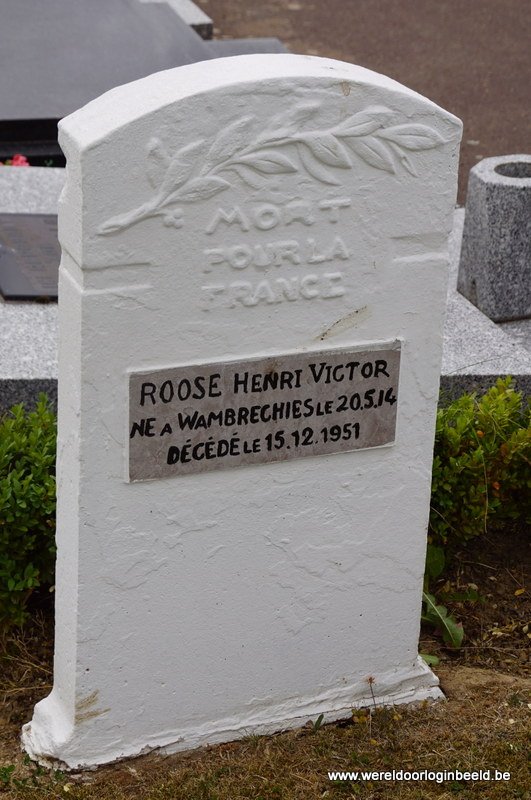 MORT
POUR LA
FRANCE
ROOSE HENRI VICTOR
NE A WAMBRECHIES LE 20.5.14
DÉCÉDÉ LE 15.12.1951
www.wereldoorloginbeeld.be